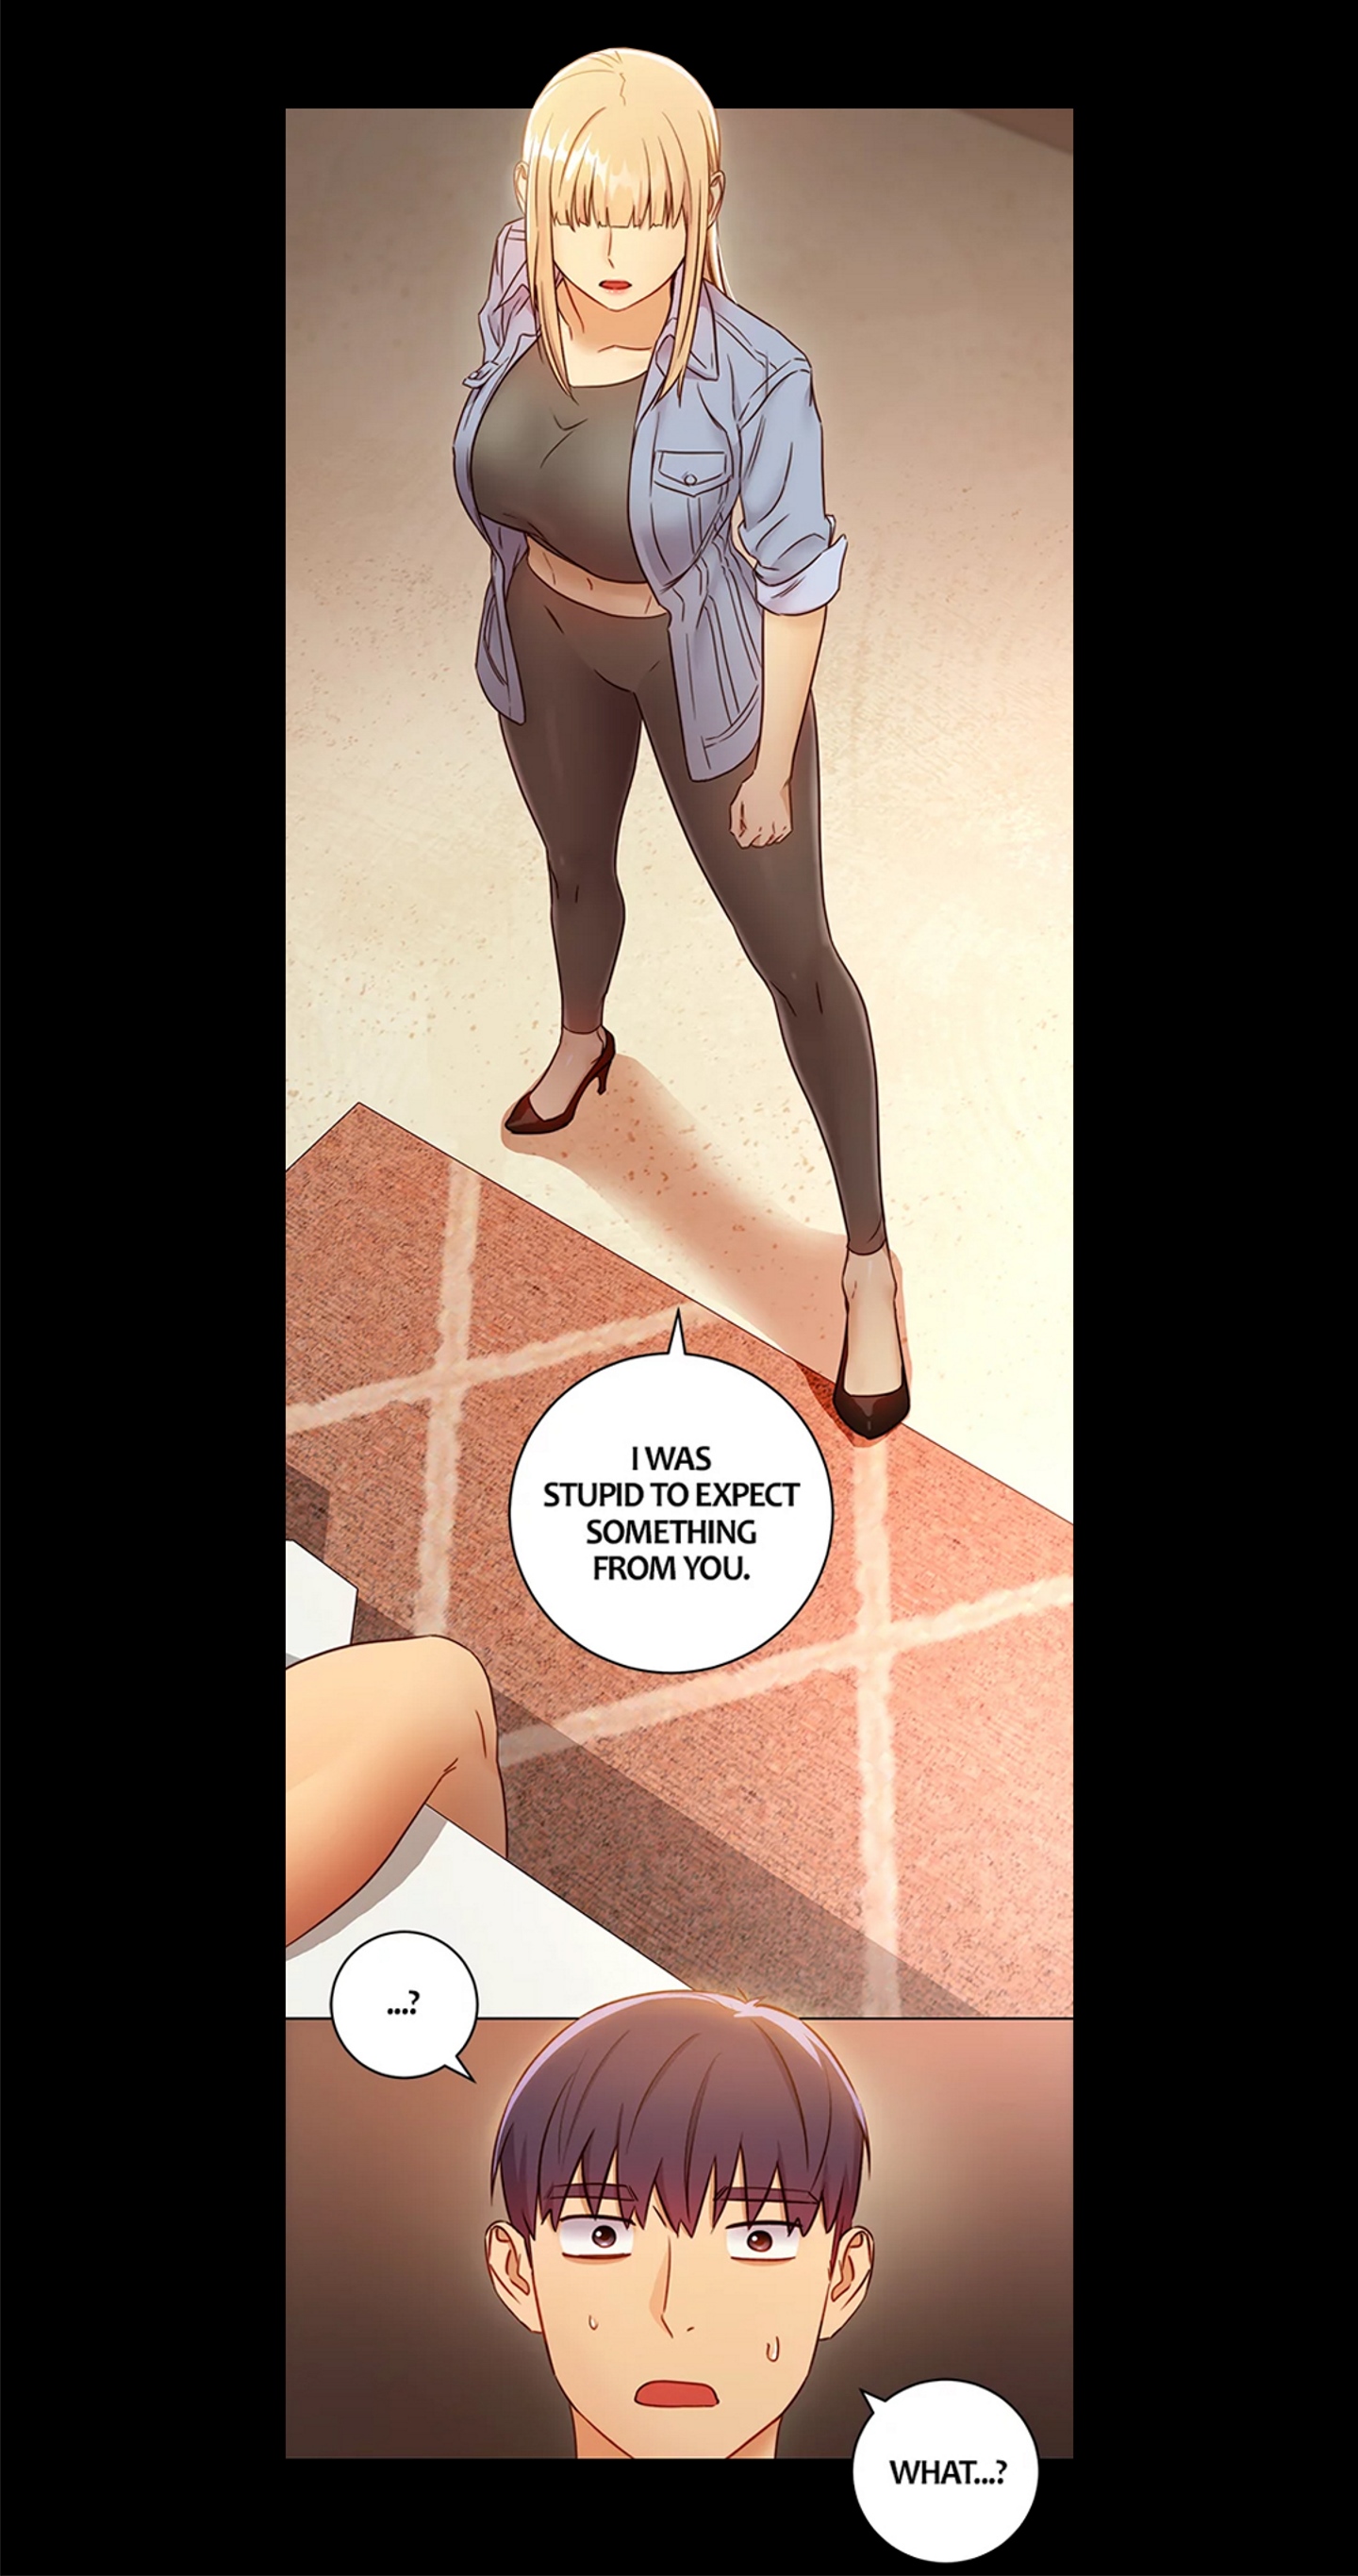 I WAS
STUPID TO EXPECT
SOMETHING
FROM YOU.
...?
WHAT...?